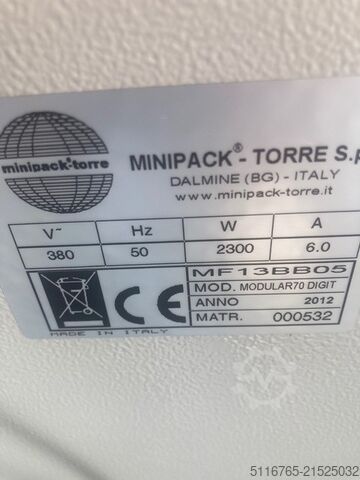 minipack-torre
MINIPACK® - TORRE S.p
DALMINE (BG) - ITALY
www.minipack-torre.it
V~ Hz W A
380 50 2300 6.0
MF13BB05
MOD. MODULAR70 DIGIT
ANNO 2012
MATR. 000532
CE
MADE IN ITALY
5116765-21525032